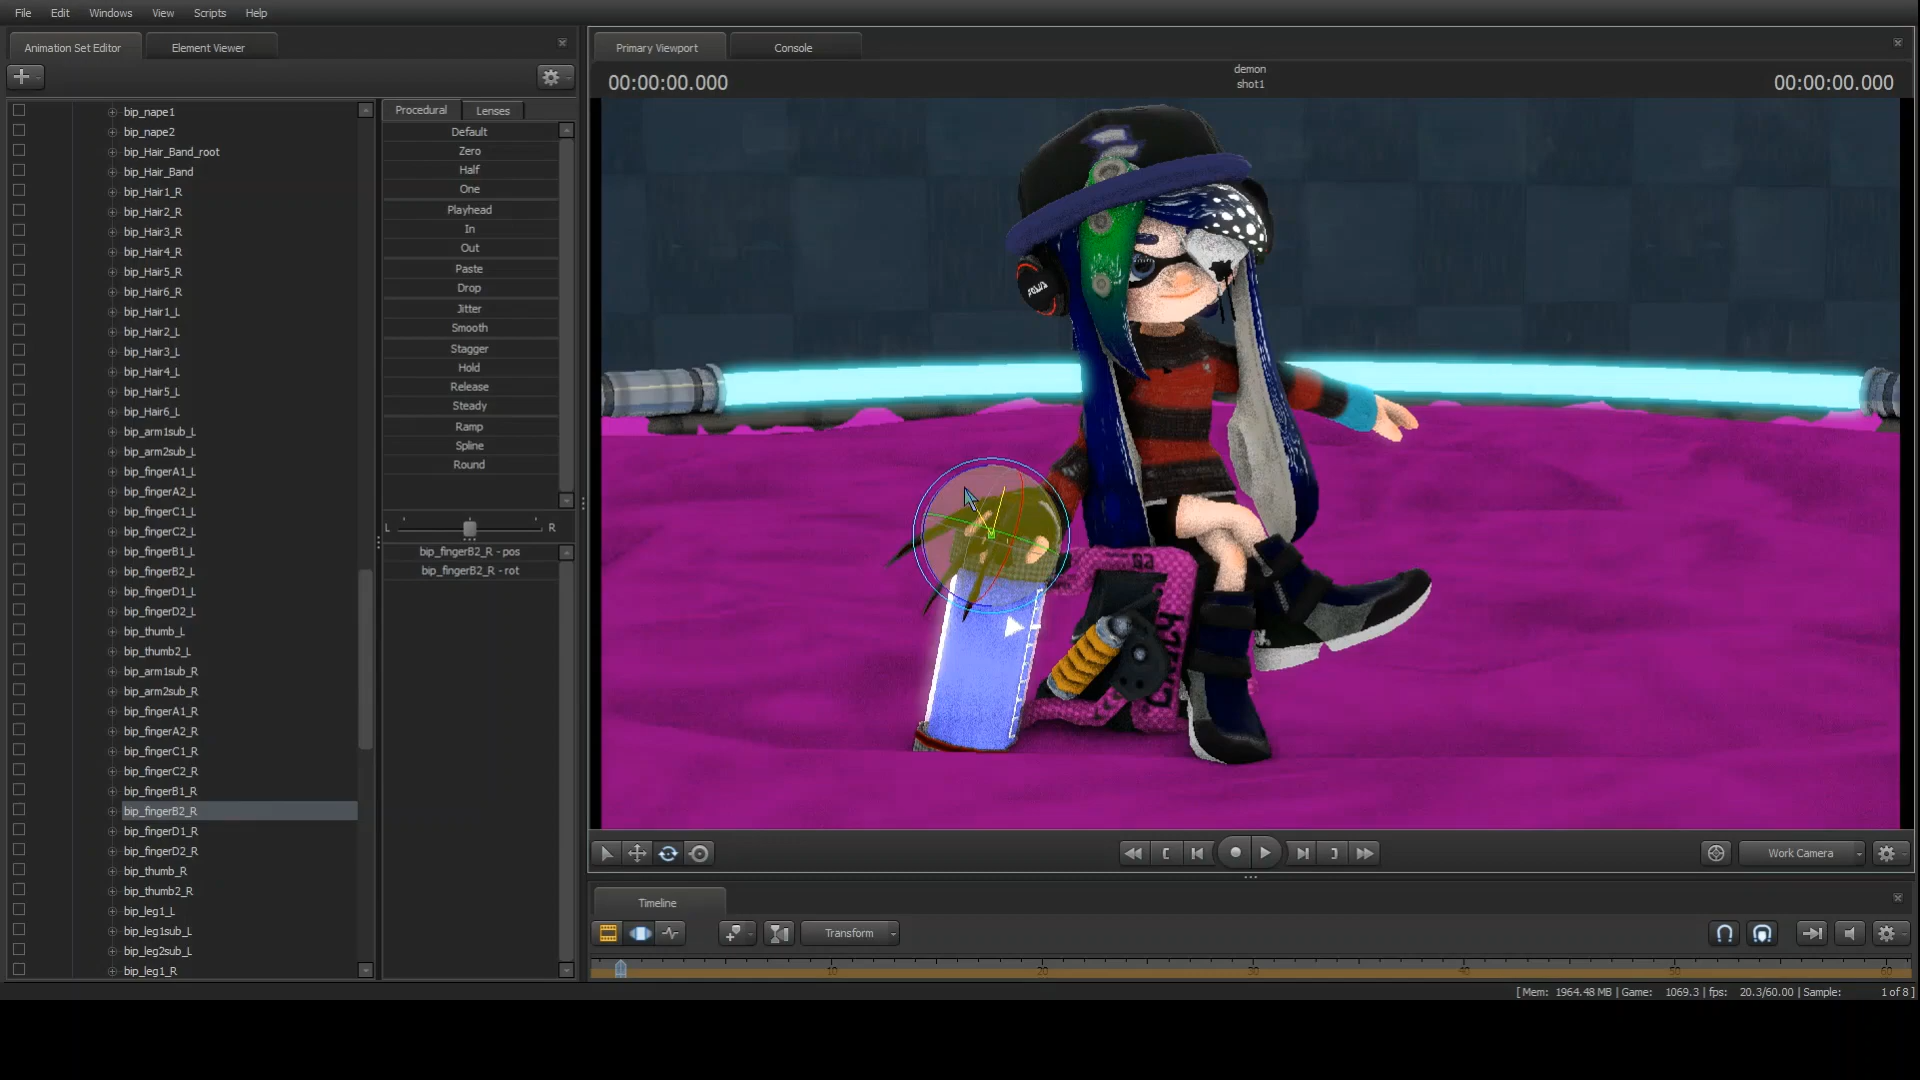 File Edit Windows View Scripts Help
Animation Set Editor Element Viewer
Primary Viewport Console
00:00:00.000
demon
shot1
00:00:00.000
bip_nape1
bip_nape2
bip_Hair_Band_root
bip_Hair_Band
bip_Hair1_R
bip_Hair2_R
bip_Hair3_R
bip_Hair4_R
bip_Hair5_R
bip_Hair6_R
bip_Hair1_L
bip_Hair2_L
bip_Hair3_L
bip_Hair4_L
bip_Hair5_L
bip_Hair6_L
bip_arm1sub_L
bip_arm2sub_L
bip_fingerA1_L
bip_fingerA2_L
bip_fingerC1_L
bip_fingerC2_L
bip_fingerB1_L
bip_fingerB2_L
bip_fingerD1_L
bip_fingerD2_L
bip_thumb_L
bip_thumb2_L
bip_arm1sub_R
bip_arm2sub_R
bip_fingerA1_R
bip_fingerA2_R
bip_fingerC1_R
bip_fingerC2_R
bip_fingerB1_R
bip_fingerB2_R
bip_fingerD1_R
bip_fingerD2_R
bip_thumb_R
bip_thumb2_R
bip_leg1_L
bip_leg1sub_L
bip_leg2sub_L
bip_leg1_R
Procedural Lenses
Default
Zero
Half
One
Playhead
In
Out
Paste
Drop
Jitter
Smooth
Stagger
Hold
Release
Steady
Ramp
Spline
Round
L R
bip_fingerB2_R - pos
bip_fingerB2_R - rot
Work Camera
Timeline
Transform
10 20 30 40 50 60
[ Mem: 1964.48 MB | Game: 1069.3 | fps: 20.3/60.00 | Sample: 1 of 8 ]